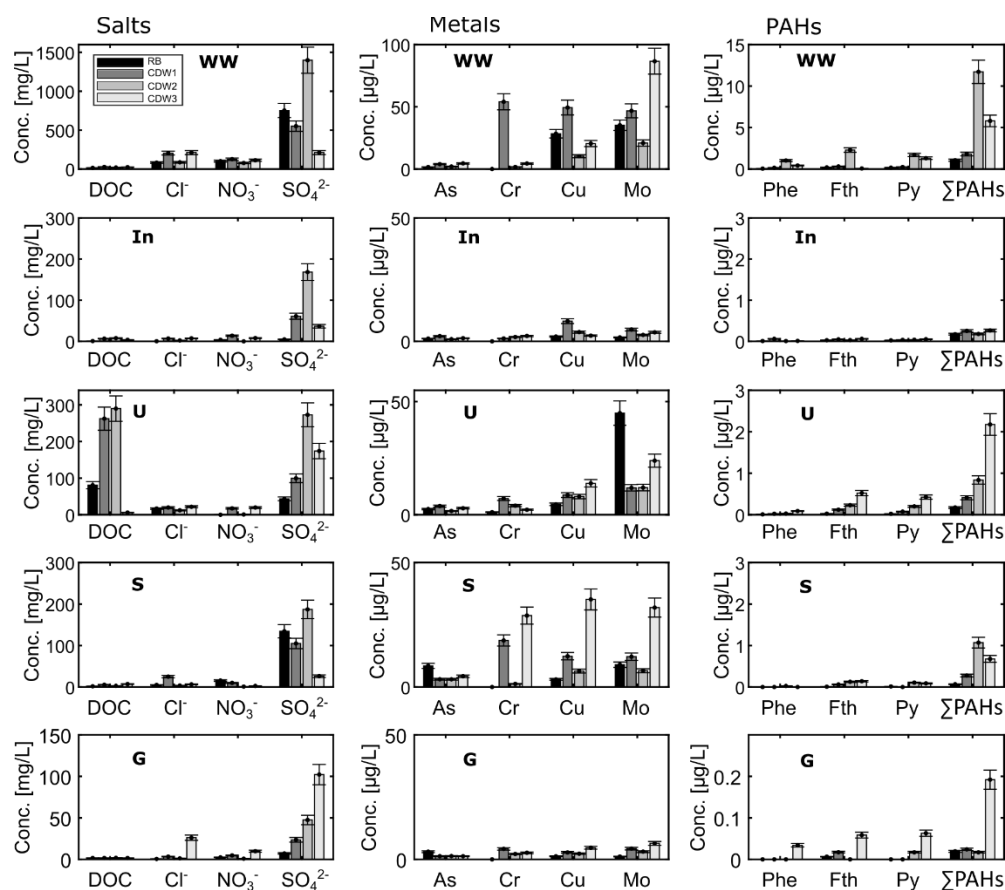 Salts Metals PAHs
1500 1000 500 0
Conc. [mg/L]
RB
CDW1
CDW2
CDW3
WW
DOC Cl⁻ NO₃⁻ SO₄²⁻
100 50 0
Conc. [µg/L]
WW
As Cr Cu Mo
15 10 5 0
Conc. [µg/L]
WW
Phe Fth Py ∑PAHs
300 200 100 0
Conc. [mg/L]
In
DOC Cl⁻ NO₃⁻ SO₄²⁻
50 0
Conc. [µg/L]
In
As Cr Cu Mo
3 2 1 0
Conc. [µg/L]
In
Phe Fth Py ∑PAHs
300 200 100 0
Conc. [mg/L]
U
DOC Cl⁻ NO₃⁻ SO₄²⁻
50 0
Conc. [µg/L]
U
As Cr Cu Mo
3 2 1 0
Conc. [µg/L]
U
Phe Fth Py ∑PAHs
300 200 100 0
Conc. [mg/L]
S
DOC Cl⁻ NO₃⁻ SO₄²⁻
50 0
Conc. [µg/L]
S
As Cr Cu Mo
3 2 1 0
Conc. [µg/L]
S
Phe Fth Py ∑PAHs
150 100 50 0
Conc. [mg/L]
G
DOC Cl⁻ NO₃⁻ SO₄²⁻
50 0
Conc. [µg/L]
G
As Cr Cu Mo
0.2 0.1 0
Conc. [µg/L]
G
Phe Fth Py ∑PAHs